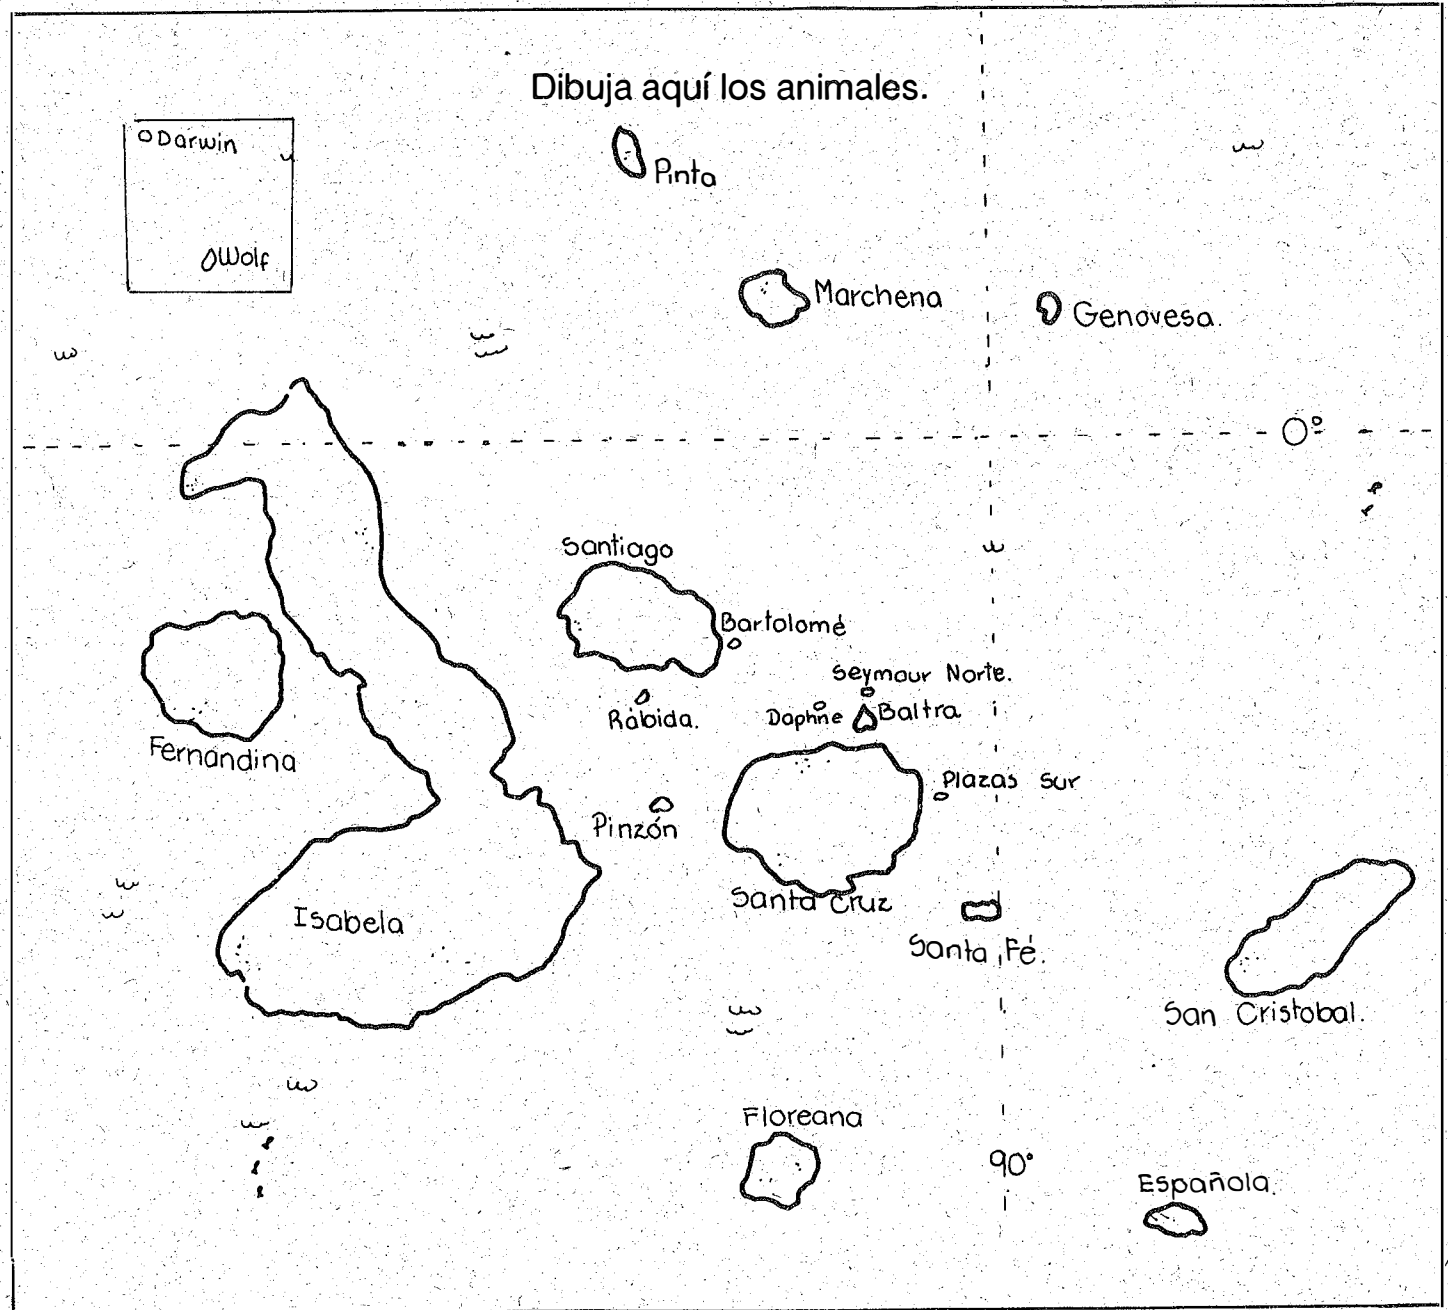 Dibuja aquí los animales.
Darwin
Pinta
Wolf
Marchena
Genovesa.
0°
Santiago
Bartolomé
Seymour Norte.
Rábida.
Daphne
Baltra
Fernandina
Plazas Sur
Pinzón
Santa Cruz
Isabela
Santa Fé.
San Cristobal.
Floreana
90°
Española.